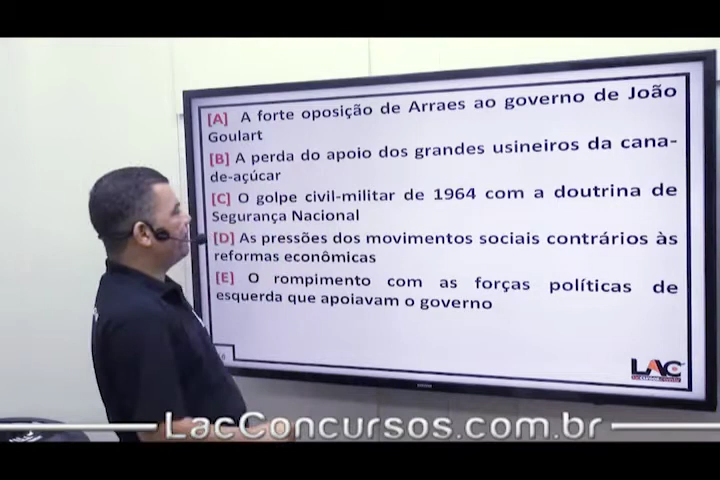 [A] A forte oposição de Arraes ao governo de João
Goulart
[B] A perda do apoio dos grandes usineiros da cana-
de-açúcar
[C] O golpe civil-militar de 1964 com a doutrina de
Segurança Nacional
[D] As pressões dos movimentos sociais contrários às
reformas econômicas
[E] O rompimento com as forças políticas de
esquerda que apoiavam o governo
LAC
LacConcursos.com.br